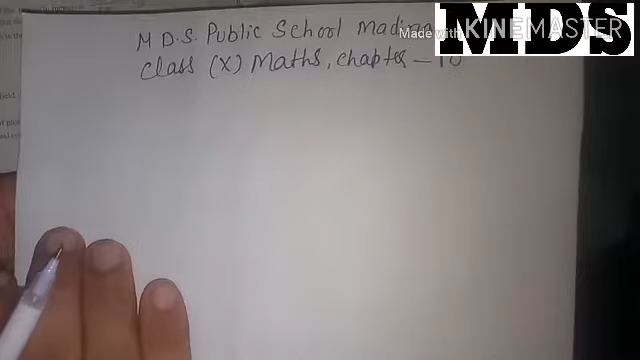 M.D.S. Public School
Class (X) Maths, Chapter - 10
Made with KINEMASTER
MDS